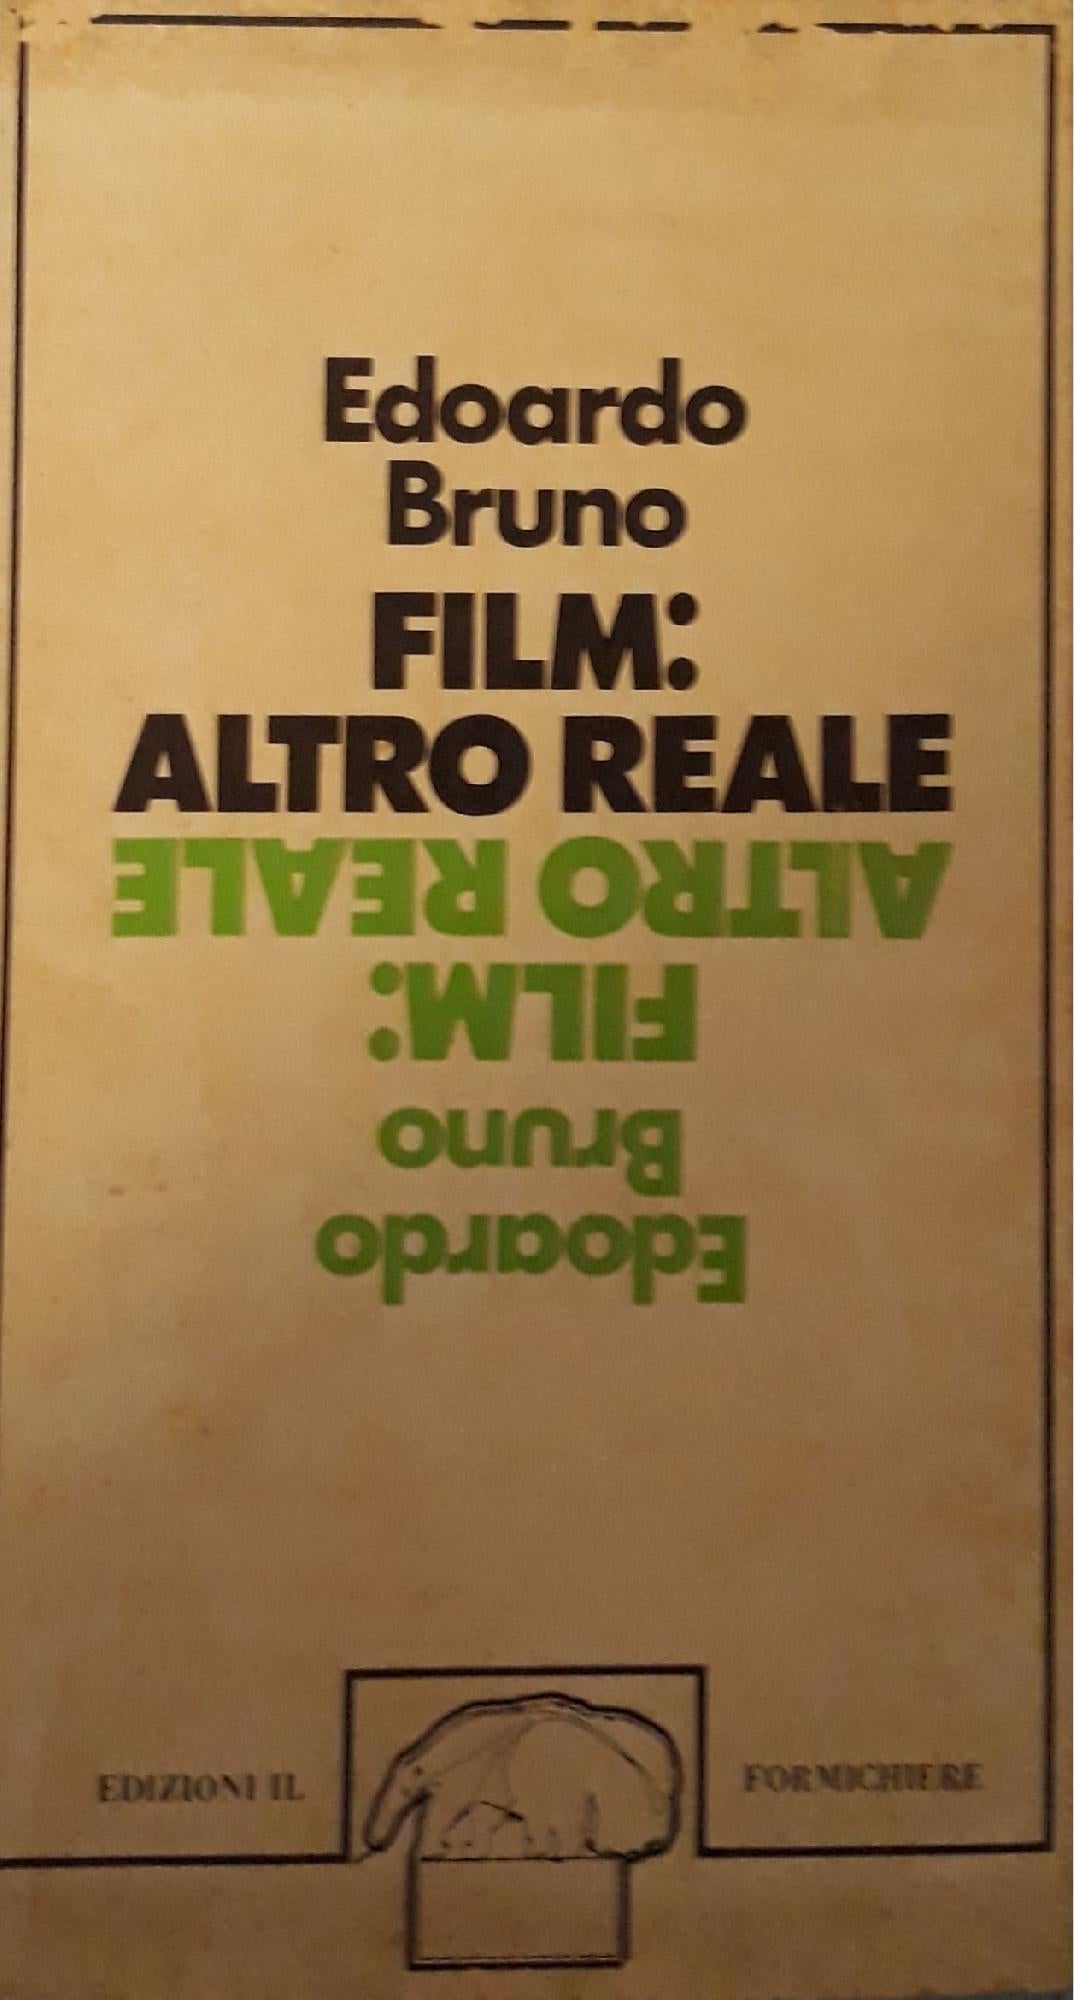 Edoardo
Bruno
FILM:
ALTRO REALE
ALTRO REALE
FILM:
Bruno
Edoardo
EDIZIONI IL FORMICHIERE